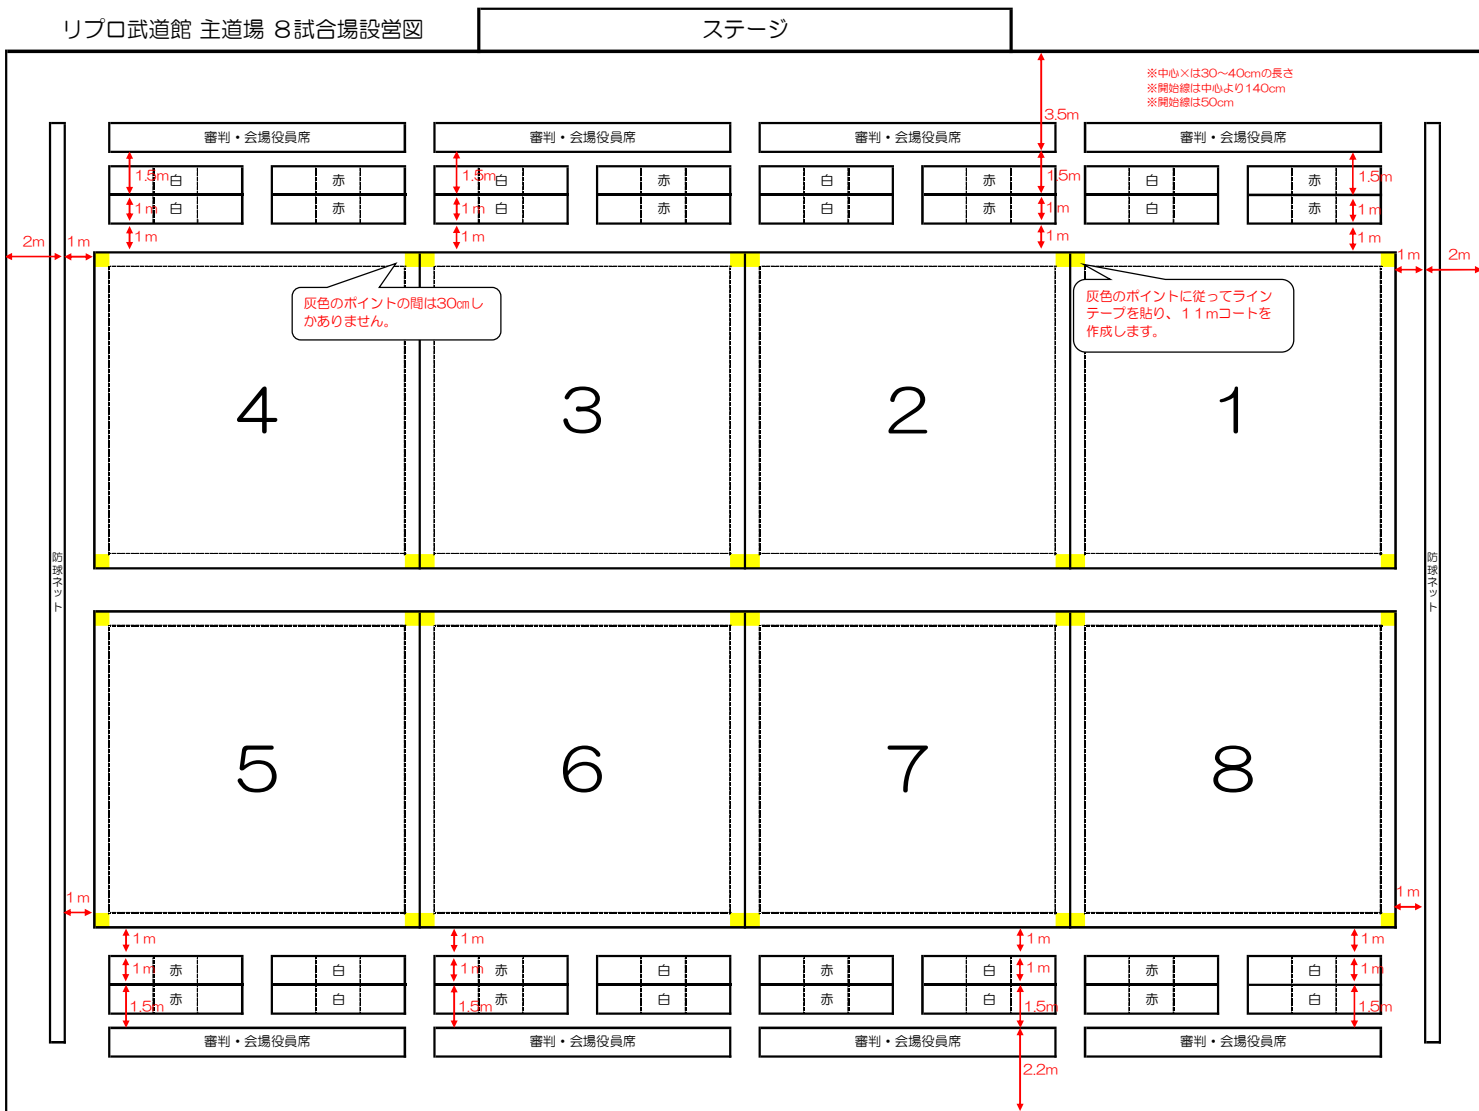 リプロ武道館 主道場 8試合場設営図
ステージ
※中心×は30～40cmの長さ
※開始線は中心より140cm
※開始線は50cm
3.5m
審判・会場役員席 審判・会場役員席 審判・会場役員席 審判・会場役員席
1.5m 白 赤 1.5m 白 赤 白 赤 1.5m 白 赤 1.5m
1m 白 赤 1m 白 赤 白 赤 1m 白 赤 1m
1m 1m 1m 1m
2m 1m 1m 2m
灰色のポイントの間は30㎝し
かありません。
灰色のポイントに従ってライン
テープを貼り、11mコートを
作成します。
4 3 2 1
防球ネット 防球ネット
5 6 7 8
1m 1m
1m 1m 1m 1m
1m 赤 白 1m 赤 白 赤 白 1m 赤 白 1m
1.5m 赤 白 1.5m 赤 白 赤 白 1.5m 赤 白 1.5m
審判・会場役員席 審判・会場役員席 審判・会場役員席 審判・会場役員席
2.2m